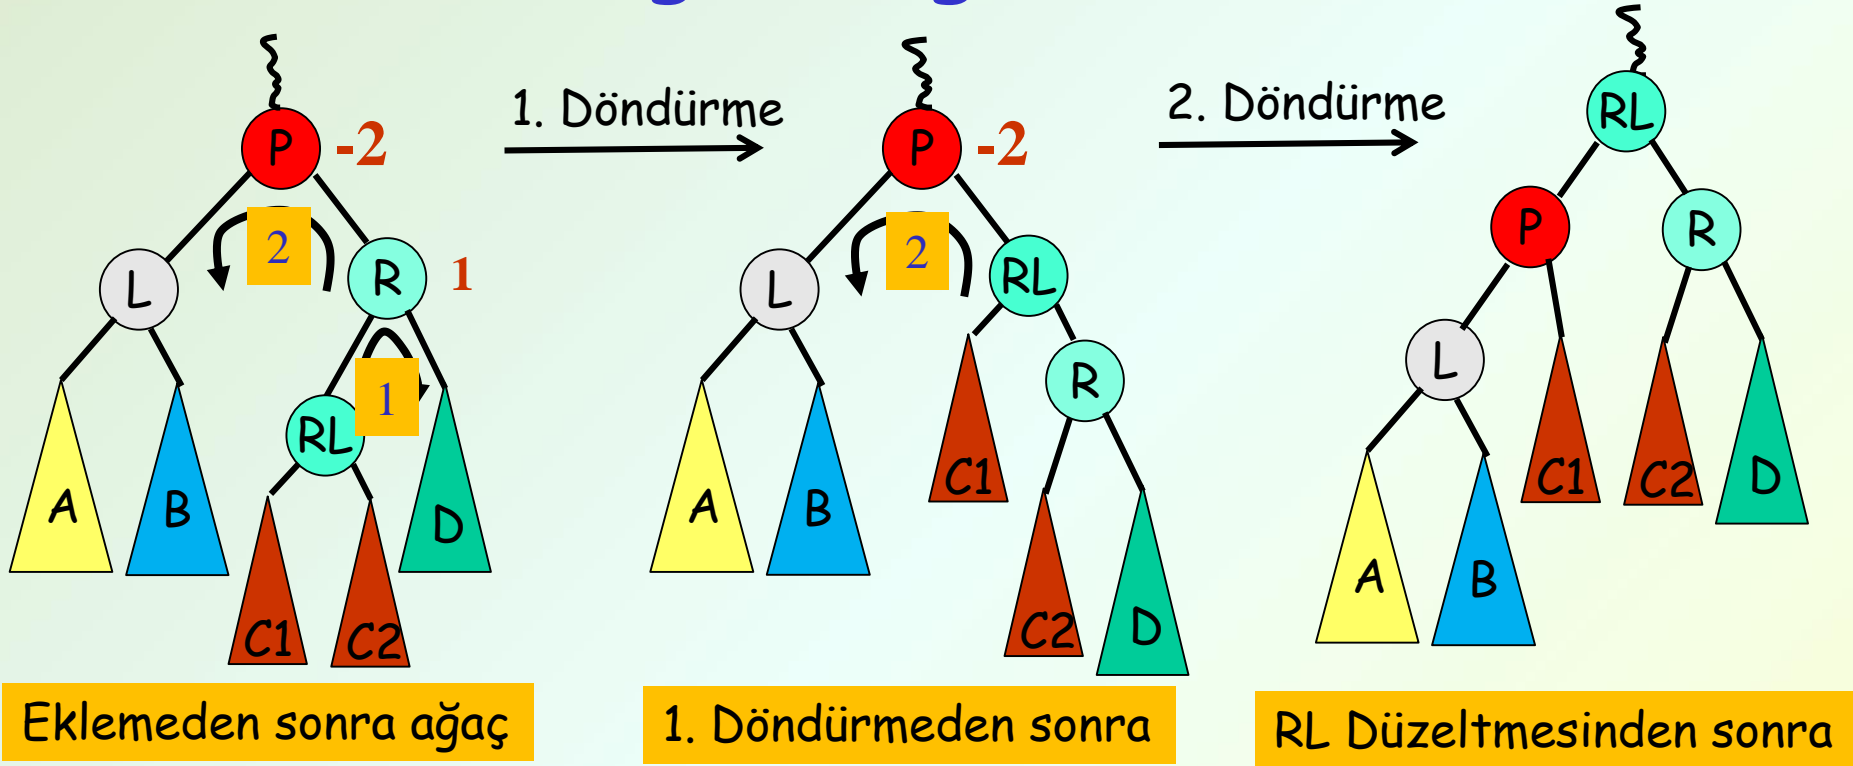 1. Döndürme
2. Döndürme
P -2
2
L
R 1
1
RL
A
B
C1
C2
D
Eklemeden sonra ağaç
P -2
2
L
RL
R
A
B
C1
C2
D
1. Döndürmeden sonra
RL
P
R
L
C1
C2
D
A
B
RL Düzeltmesinden sonra